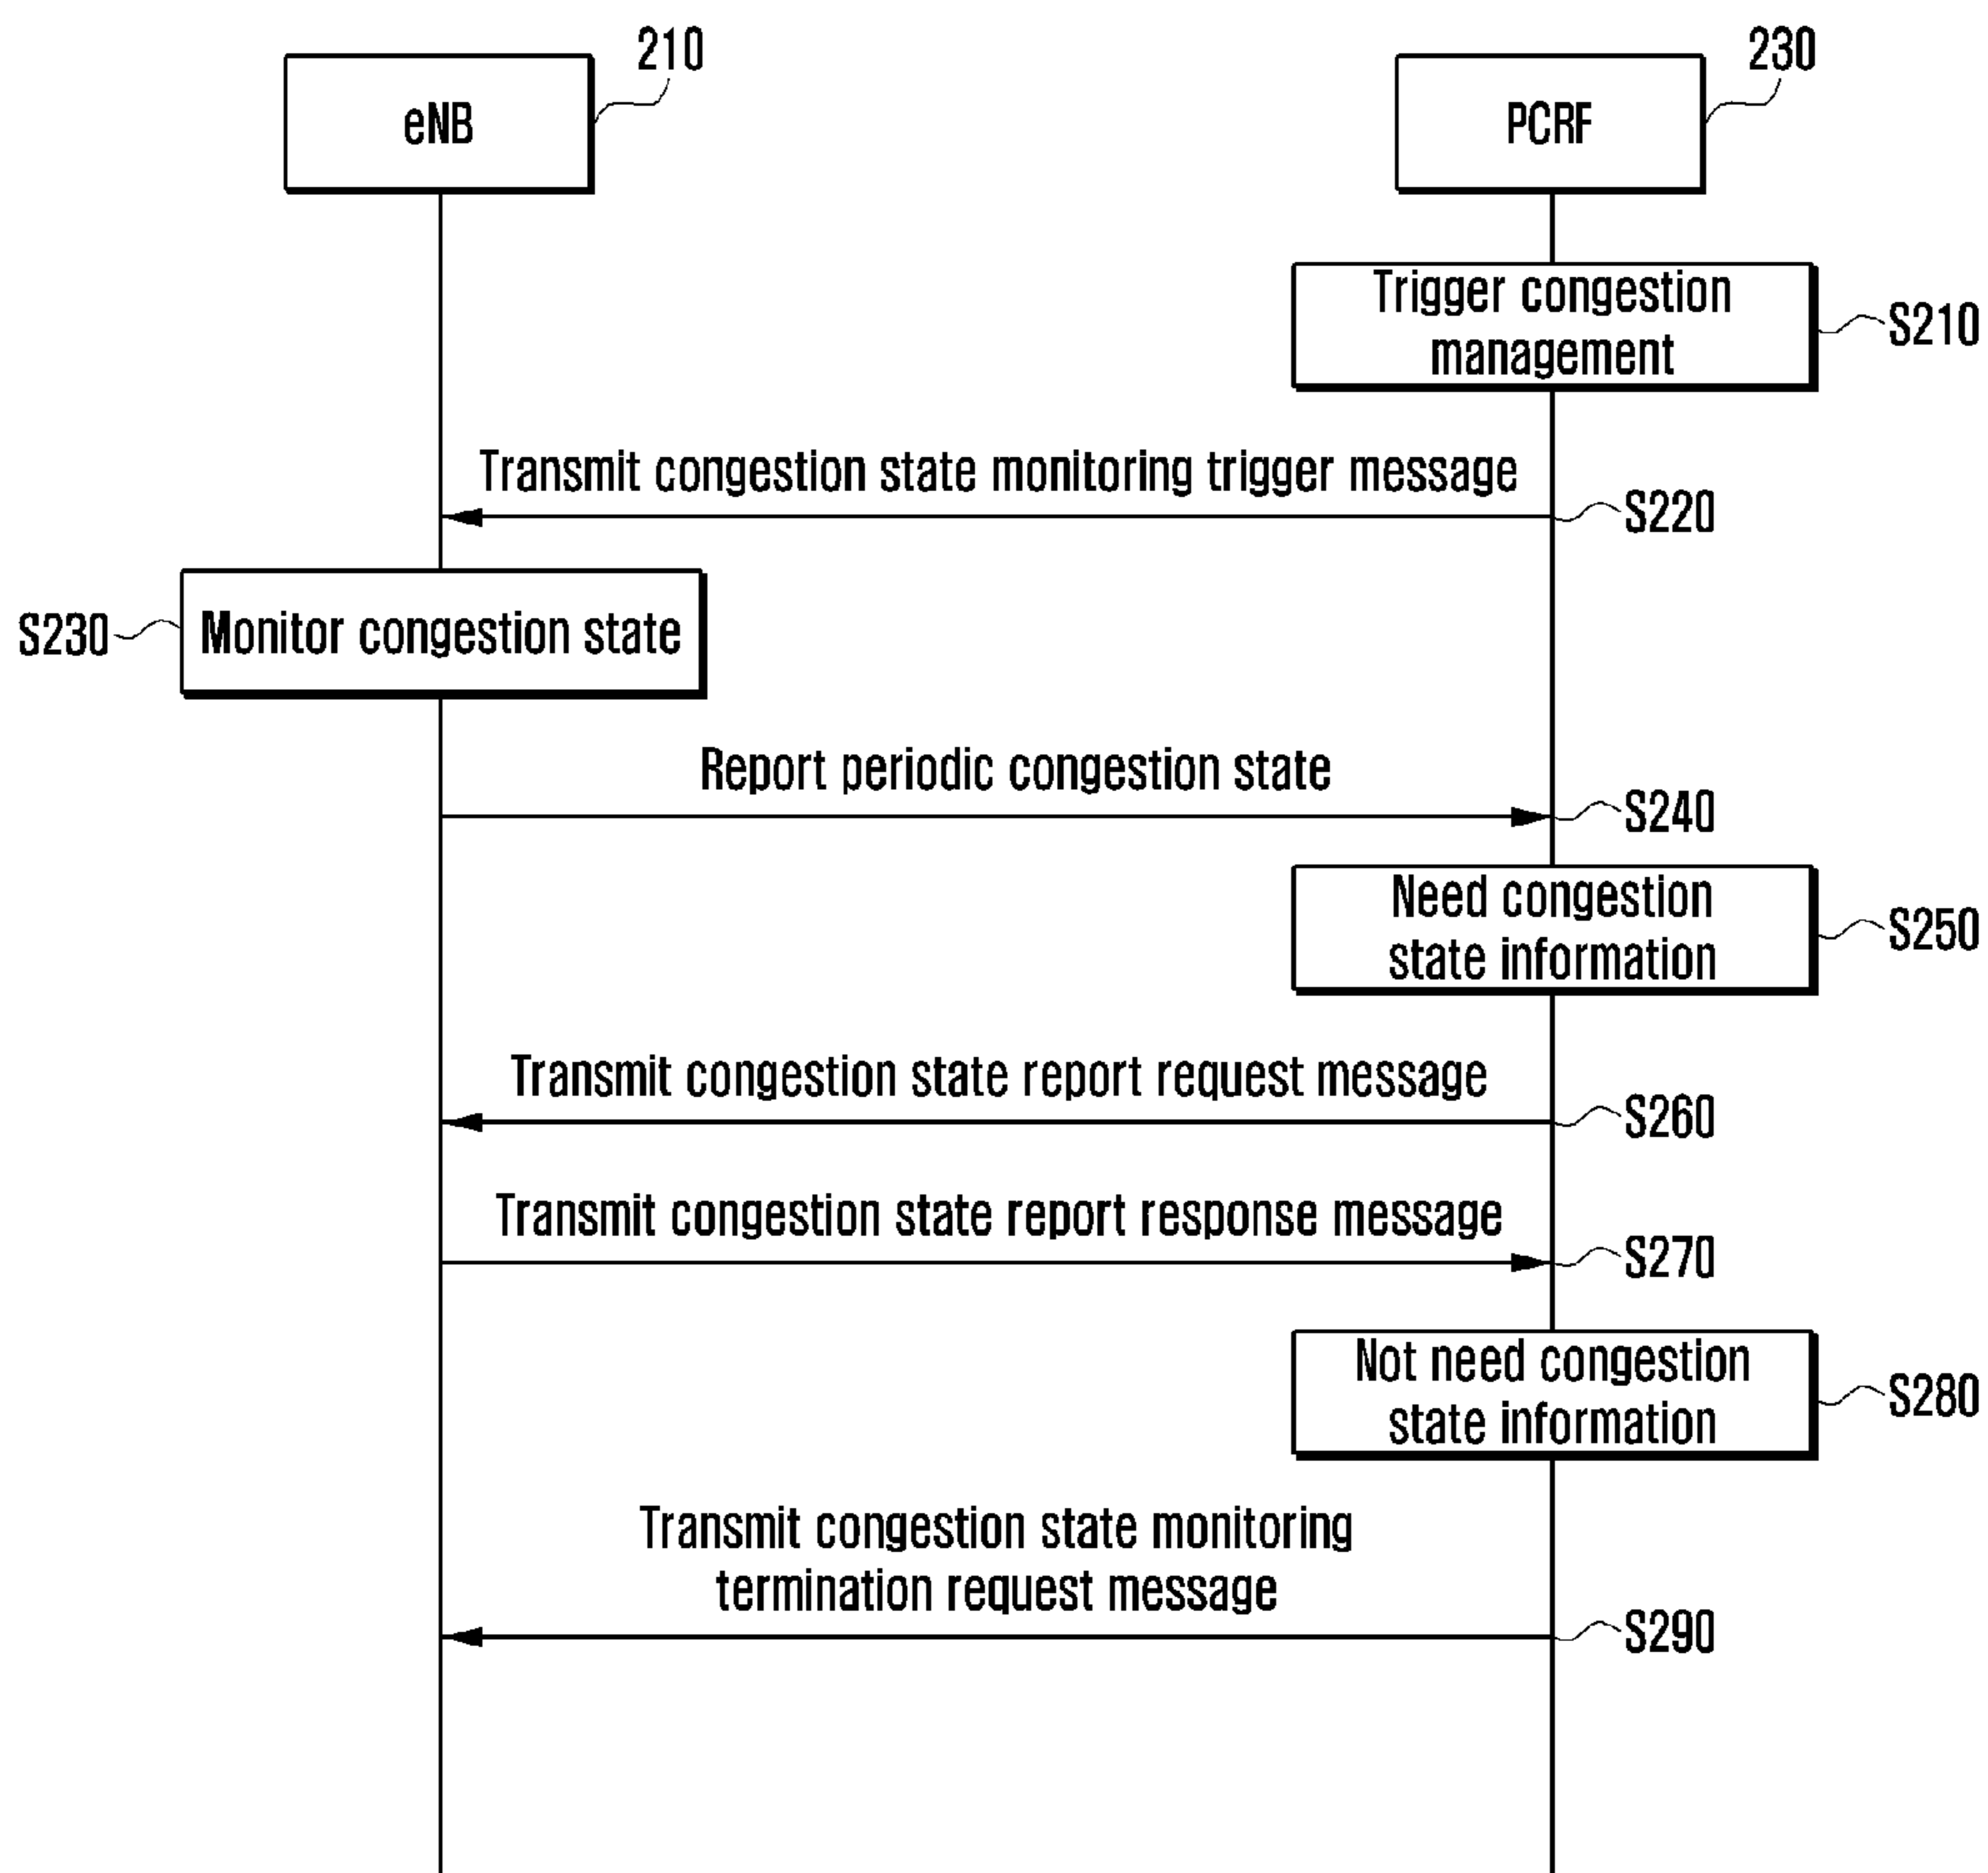 210
230
eNB
PCRF
Trigger congestion
management
S210
Transmit congestion state monitoring trigger message
S220
S230
Monitor congestion state
Report periodic congestion state
S240
Need congestion
state information
S250
Transmit congestion state report request message
S260
Transmit congestion state report response message
S270
Not need congestion
state information
S280
Transmit congestion state monitoring
termination request message
S290